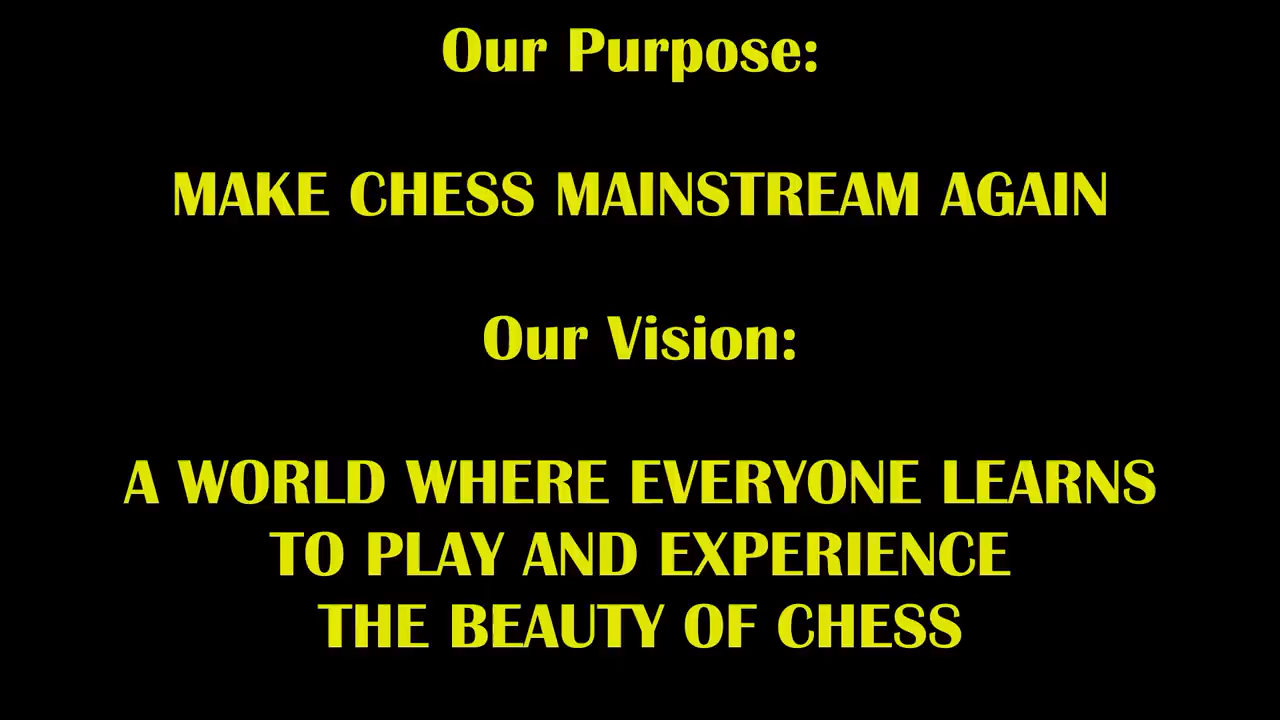 Our Purpose:
MAKE CHESS MAINSTREAM AGAIN
Our Vision:
A WORLD WHERE EVERYONE LEARNS
TO PLAY AND EXPERIENCE
THE BEAUTY OF CHESS